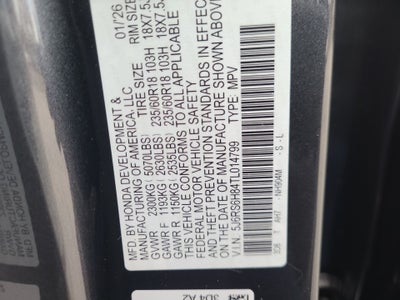 MFD. BY HONDA DEVELOPMENT & 01/26
MANUFACTURING OF AMERICA, LLC
TIRE SIZE RIM SIZE
GVWR 2300KG (5070LBS)
GAWR F 1193KG (2630LBS) 235/60R18 103H 18X7.5
GAWR R 1150KG (2535LBS) 235/60R18 103H 18X7.5
THIS VEHICLE CONFORMS TO ALL APPLICABLE
FEDERAL MOTOR VEHICLE SAFETY
AND THEFT PREVENTION STANDARDS IN EFFECT
ON THE DATE OF MANUFACTURE SHOWN ABOVE.
V.I.N. 5J6RS6H84TL014799 TYPE: MPV
3D4 A2